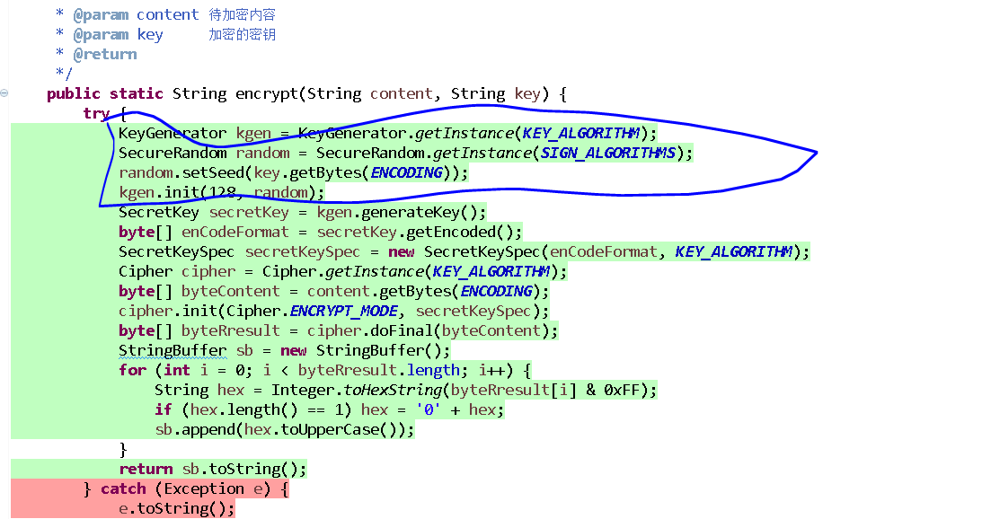 * @param content 待加密内容
* @param key 加密的密钥
* @return
*/
public static String encrypt(String content, String key) {
try {
KeyGenerator kgen = KeyGenerator.getInstance(KEY_ALGORITHM);
SecureRandom random = SecureRandom.getInstance(SIGN_ALGORITHMS);
random.setSeed(key.getBytes(ENCODING));
kgen.init(128, random);
SecretKey secretKey = kgen.generateKey();
byte[] enCodeFormat = secretKey.getEncoded();
SecretKeySpec secretKeySpec = new SecretKeySpec(enCodeFormat, KEY_ALGORITHM);
Cipher cipher = Cipher.getInstance(KEY_ALGORITHM);
byte[] byteContent = content.getBytes(ENCODING);
cipher.init(Cipher.ENCRYPT_MODE, secretKeySpec);
byte[] byteRresult = cipher.doFinal(byteContent);
StringBuffer sb = new StringBuffer();
for (int i = 0; i < byteRresult.length; i++) {
String hex = Integer.toHexString(byteRresult[i] & 0xFF);
if (hex.length() == 1) hex = '0' + hex;
sb.append(hex.toUpperCase());
}
return sb.toString();
} catch (Exception e) {
e.toString();